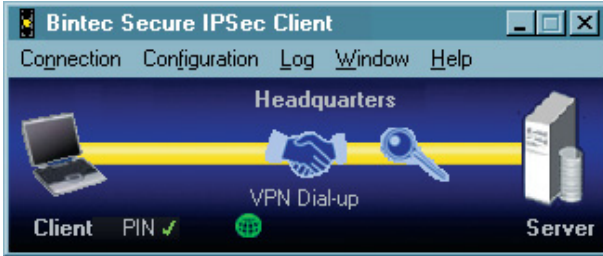 Bintec Secure IPSec Client
Connection Configuration Log Window Help
Headquarters
VPN Dial-up
Client PIN ✓ Server